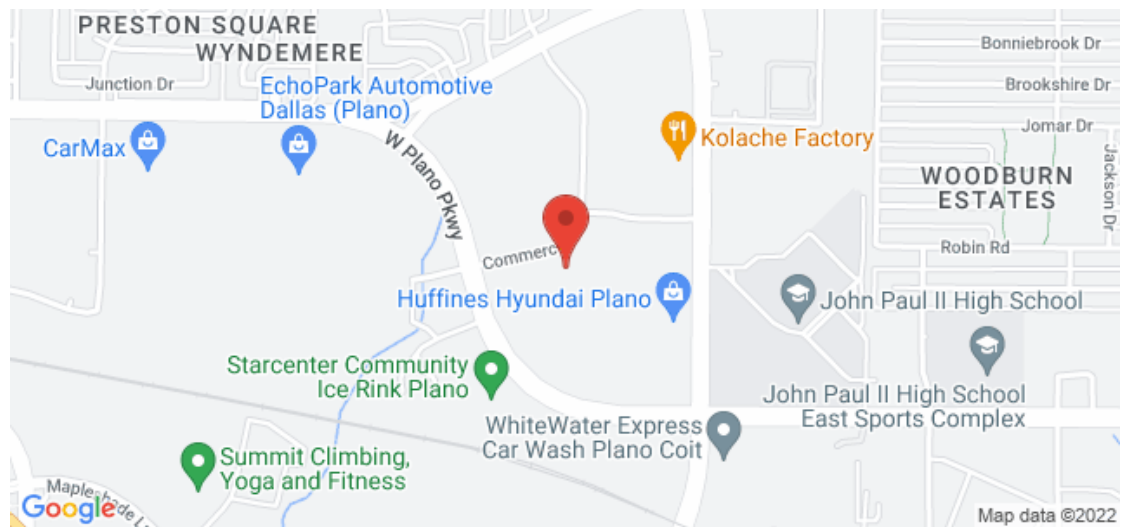 PRESTON SQUARE
WYNDEMERE
Bonniebrook Dr
Junction Dr
EchoPark Automotive
Dallas (Plano)
Brookshire Dr
CarMax
W Plano Pkwy
Kolache Factory
Jomar Dr
Jackson Dr
WOODBURN
ESTATES
Robin Rd
Commerc
Huffines Hyundai Plano
John Paul II High School
Starcenter Community
Ice Rink Plano
John Paul II High School
East Sports Complex
WhiteWater Express
Car Wash Plano Coit
Summit Climbing,
Yoga and Fitness
Mapleshade L
Google
Map data ©2022